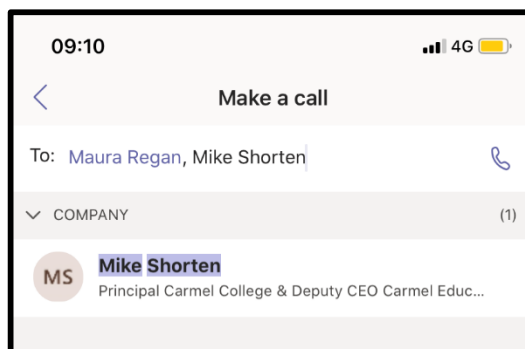 09:10 4G
Make a call
To: Maura Regan, Mike Shorten
COMPANY (1)
MS
Mike Shorten
Principal Carmel College & Deputy CEO Carmel Educ...